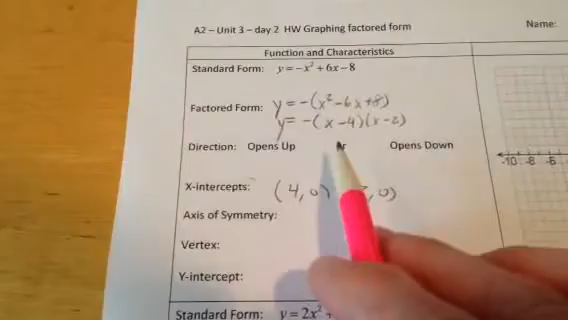 A2 – Unit 3 – day 2 HW Graphing factored form
Name:
Function and Characteristics
Standard Form: y = −x² + 6x − 8
Factored Form: y = −(x² − 6x + 8)
y = −(x − 4)(x − 2)
Direction: Opens Up Opens Down
-10 -8 -6
X-intercepts: (4,0) ,0)
Axis of Symmetry:
Vertex:
Y-intercept:
Standard Form: y = 2x²